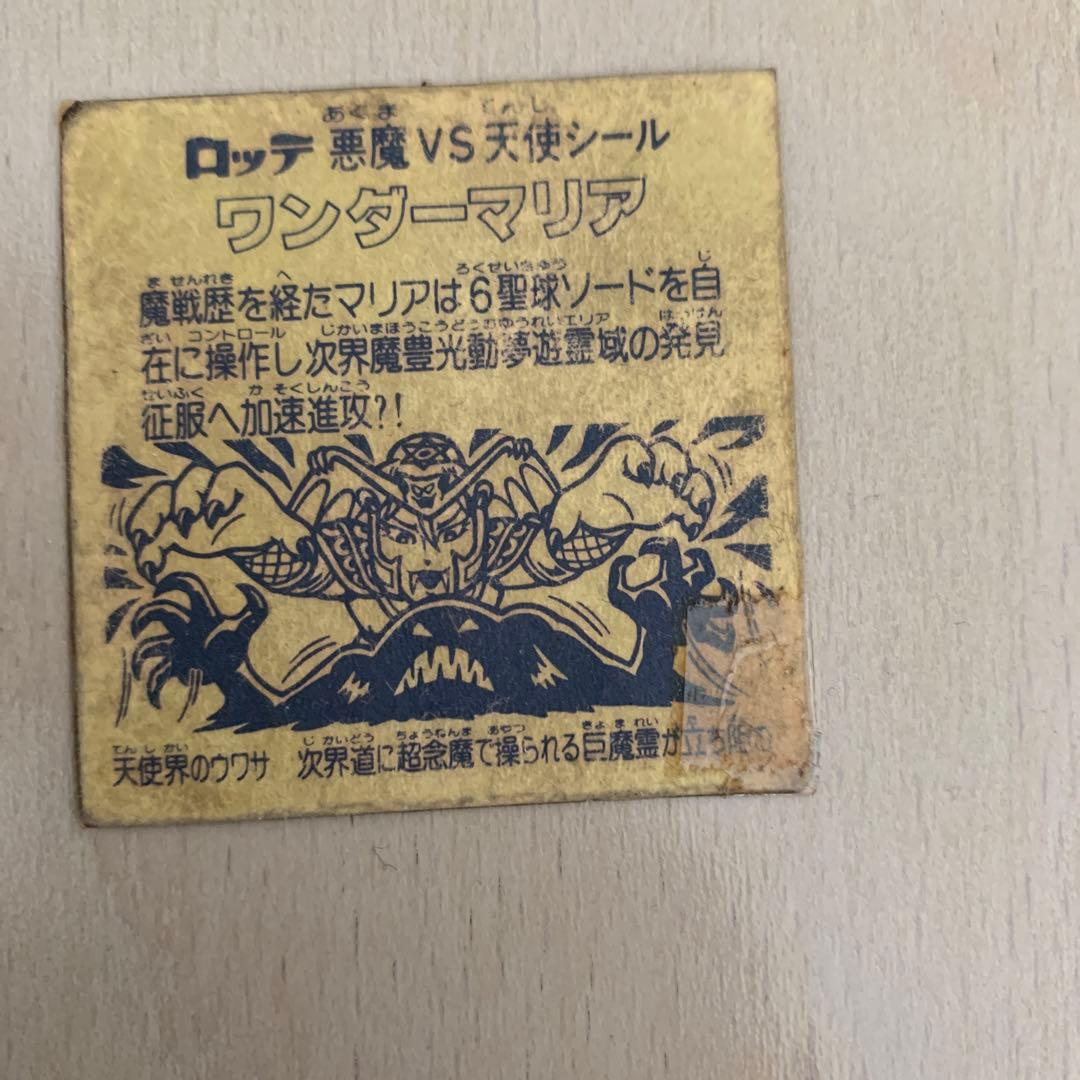 ロッテ 悪魔VS天使シール
ワンダーマリア
魔戦歴を経たマリアは6聖球ソードを自
在に操作し次界魔豊光動夢遊霊域の発見
征服へ加速進攻?!
天使界のウワサ 次界道に超念魔で操られる巨魔霊が立ち